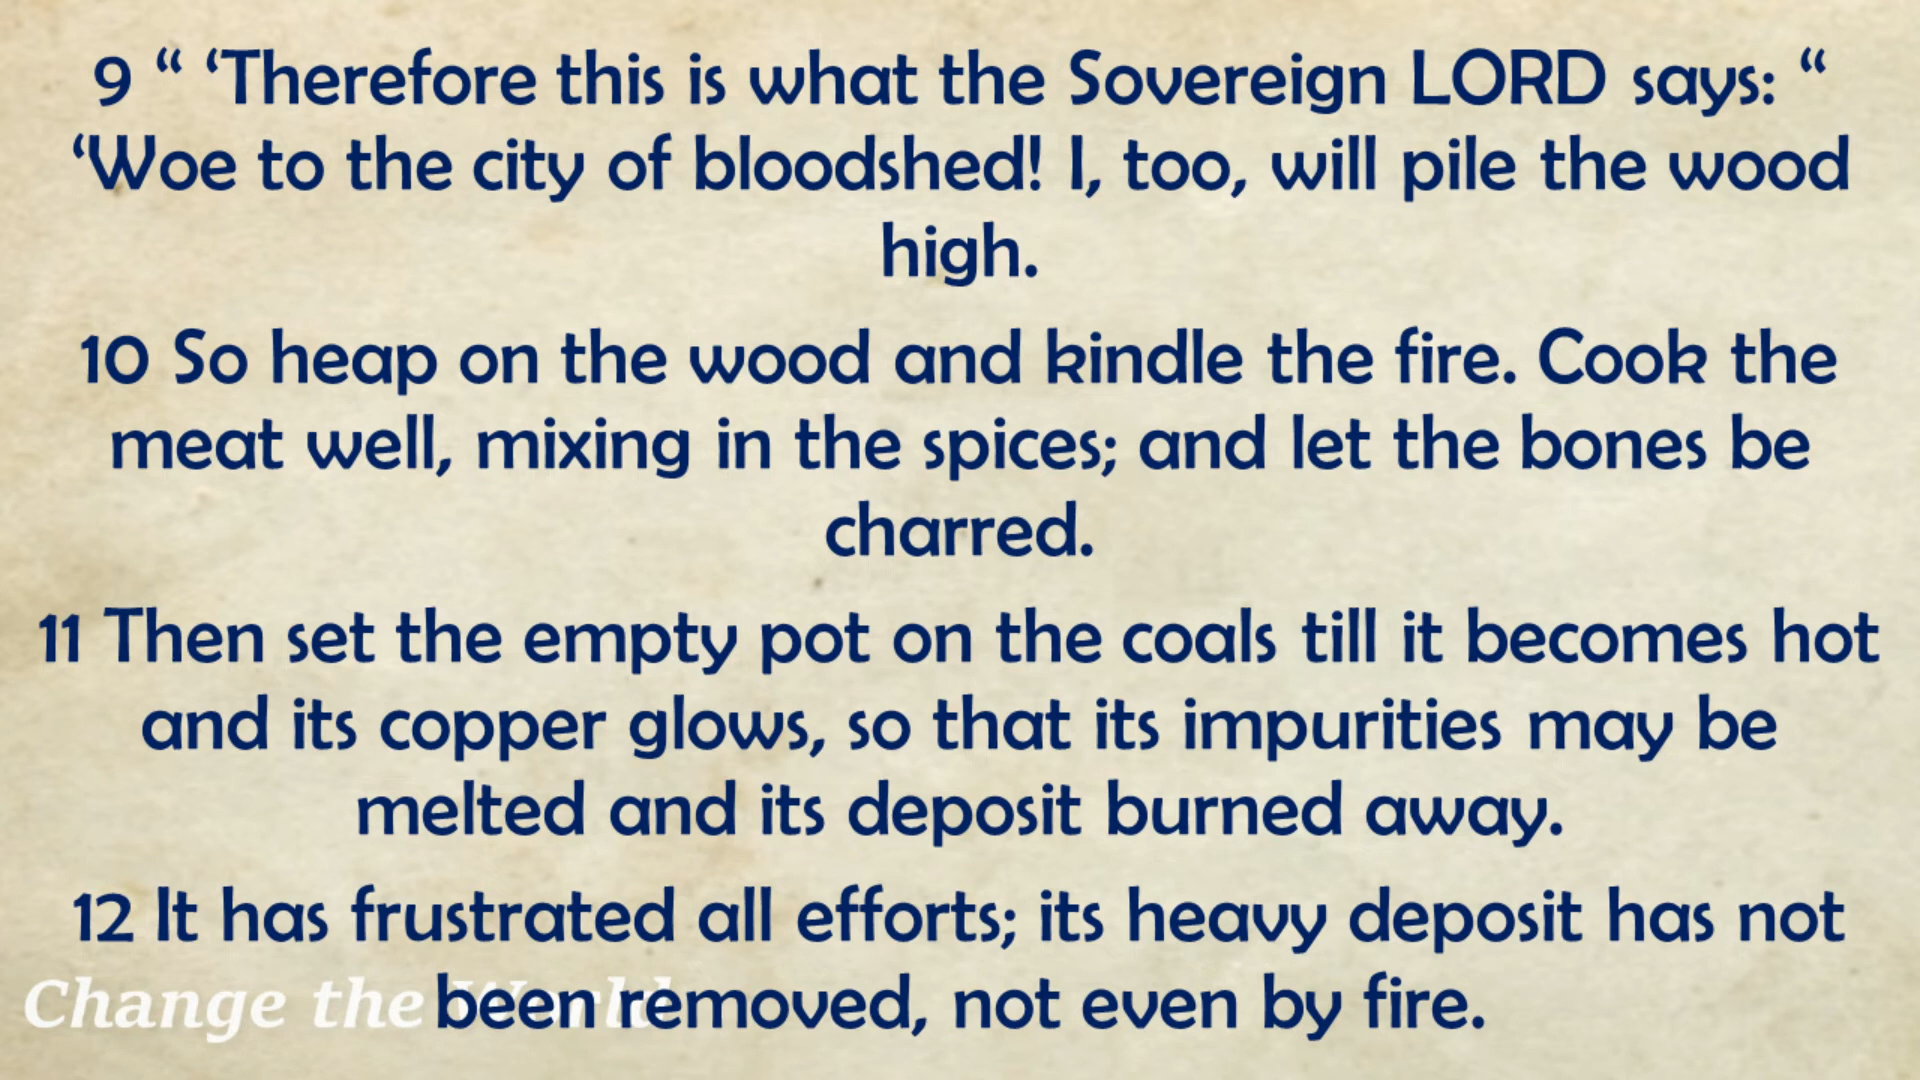 9 “ ‘Therefore this is what the Sovereign LORD says: “
‘Woe to the city of bloodshed! I, too, will pile the wood
high.
10 So heap on the wood and kindle the fire. Cook the
meat well, mixing in the spices; and let the bones be
charred.
11 Then set the empty pot on the coals till it becomes hot
and its copper glows, so that its impurities may be
melted and its deposit burned away.
12 It has frustrated all efforts; its heavy deposit has not
been removed, not even by fire.
Change the World